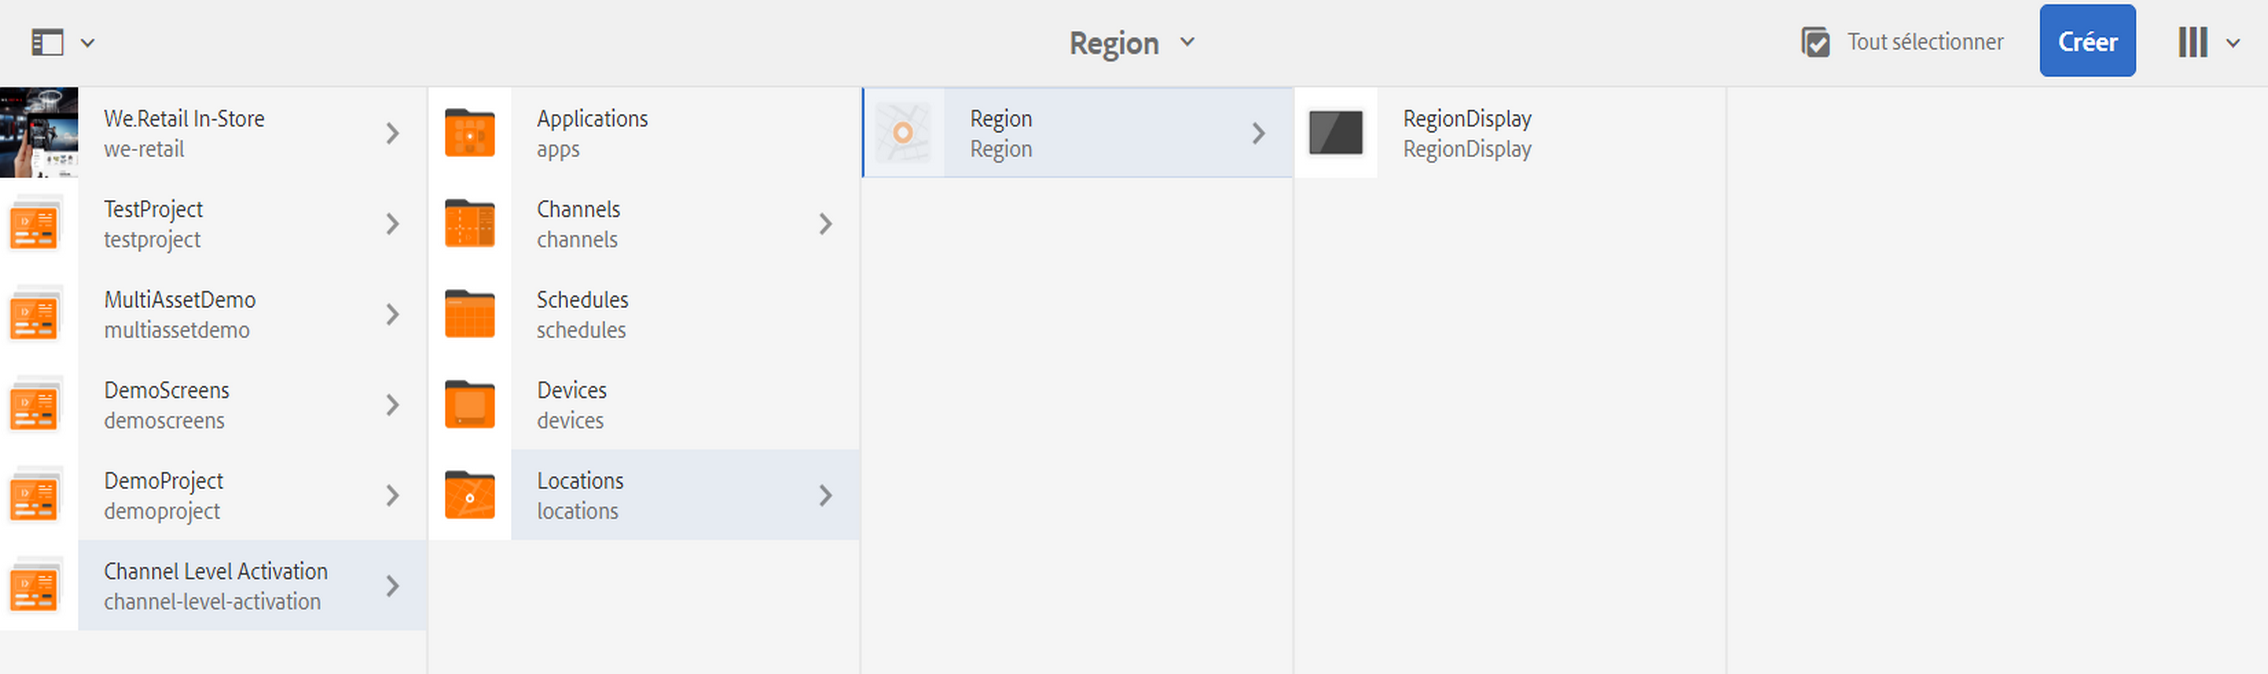 Region
Tout sélectionner
Créer
We.Retail In-Store
we-retail
TestProject
testproject
MultiAssetDemo
multiassetdemo
DemoScreens
demoscreens
DemoProject
demoproject
Channel Level Activation
channel-level-activation
Applications
apps
Channels
channels
Schedules
schedules
Devices
devices
Locations
locations
Region
Region
RegionDisplay
RegionDisplay